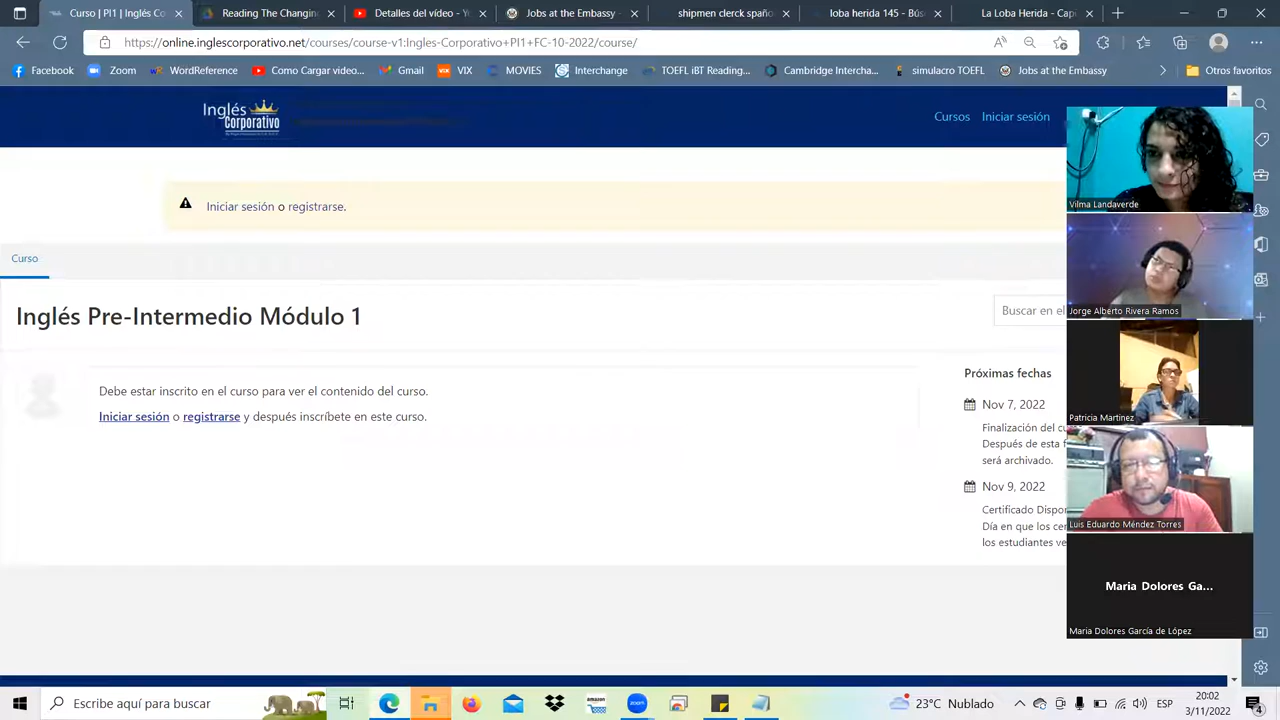 Curso | PI1 | Inglés Co
Reading The Changin
Detalles del vídeo - Yo
Jobs at the Embassy -
shipmen clerck españo
loba herida 145 - Bús
La Loba Herida - Cap
https://online.inglescorporativo.net/courses/course-v1:Ingles-Corporativo+PI1+FC-10-2022/course/
Facebook
Zoom
WordReference
Como Cargar video...
Gmail
VIX
MOVIES
Interchange
TOEFL iBT Reading...
Cambridge Intercha...
simulacro TOEFL
Jobs at the Embassy
Otros favoritos
Inglés
Corporativo
Cursos
Iniciar sesión
Iniciar sesión o registrarse.
Curso
Inglés Pre-Intermedio Módulo 1
Buscar en el
Debe estar inscrito en el curso para ver el contenido del curso.
Iniciar sesión o registrarse y después inscríbete en este curso.
Próximas fechas
Nov 7, 2022
Finalización del cu
Después de esta f
será archivado.
Nov 9, 2022
Certificado Dispor
Día en que los cer
los estudiantes ve
Vilma Landaverde
Jorge Alberto Rivera Ramos
Patricia Martinez
Luis Eduardo Méndez Torres
Maria Dolores Ga...
Maria Dolores García de López
Escribe aquí para buscar
amazon
zoom
23°C Nublado
ESP
20:02
3/11/2022
4